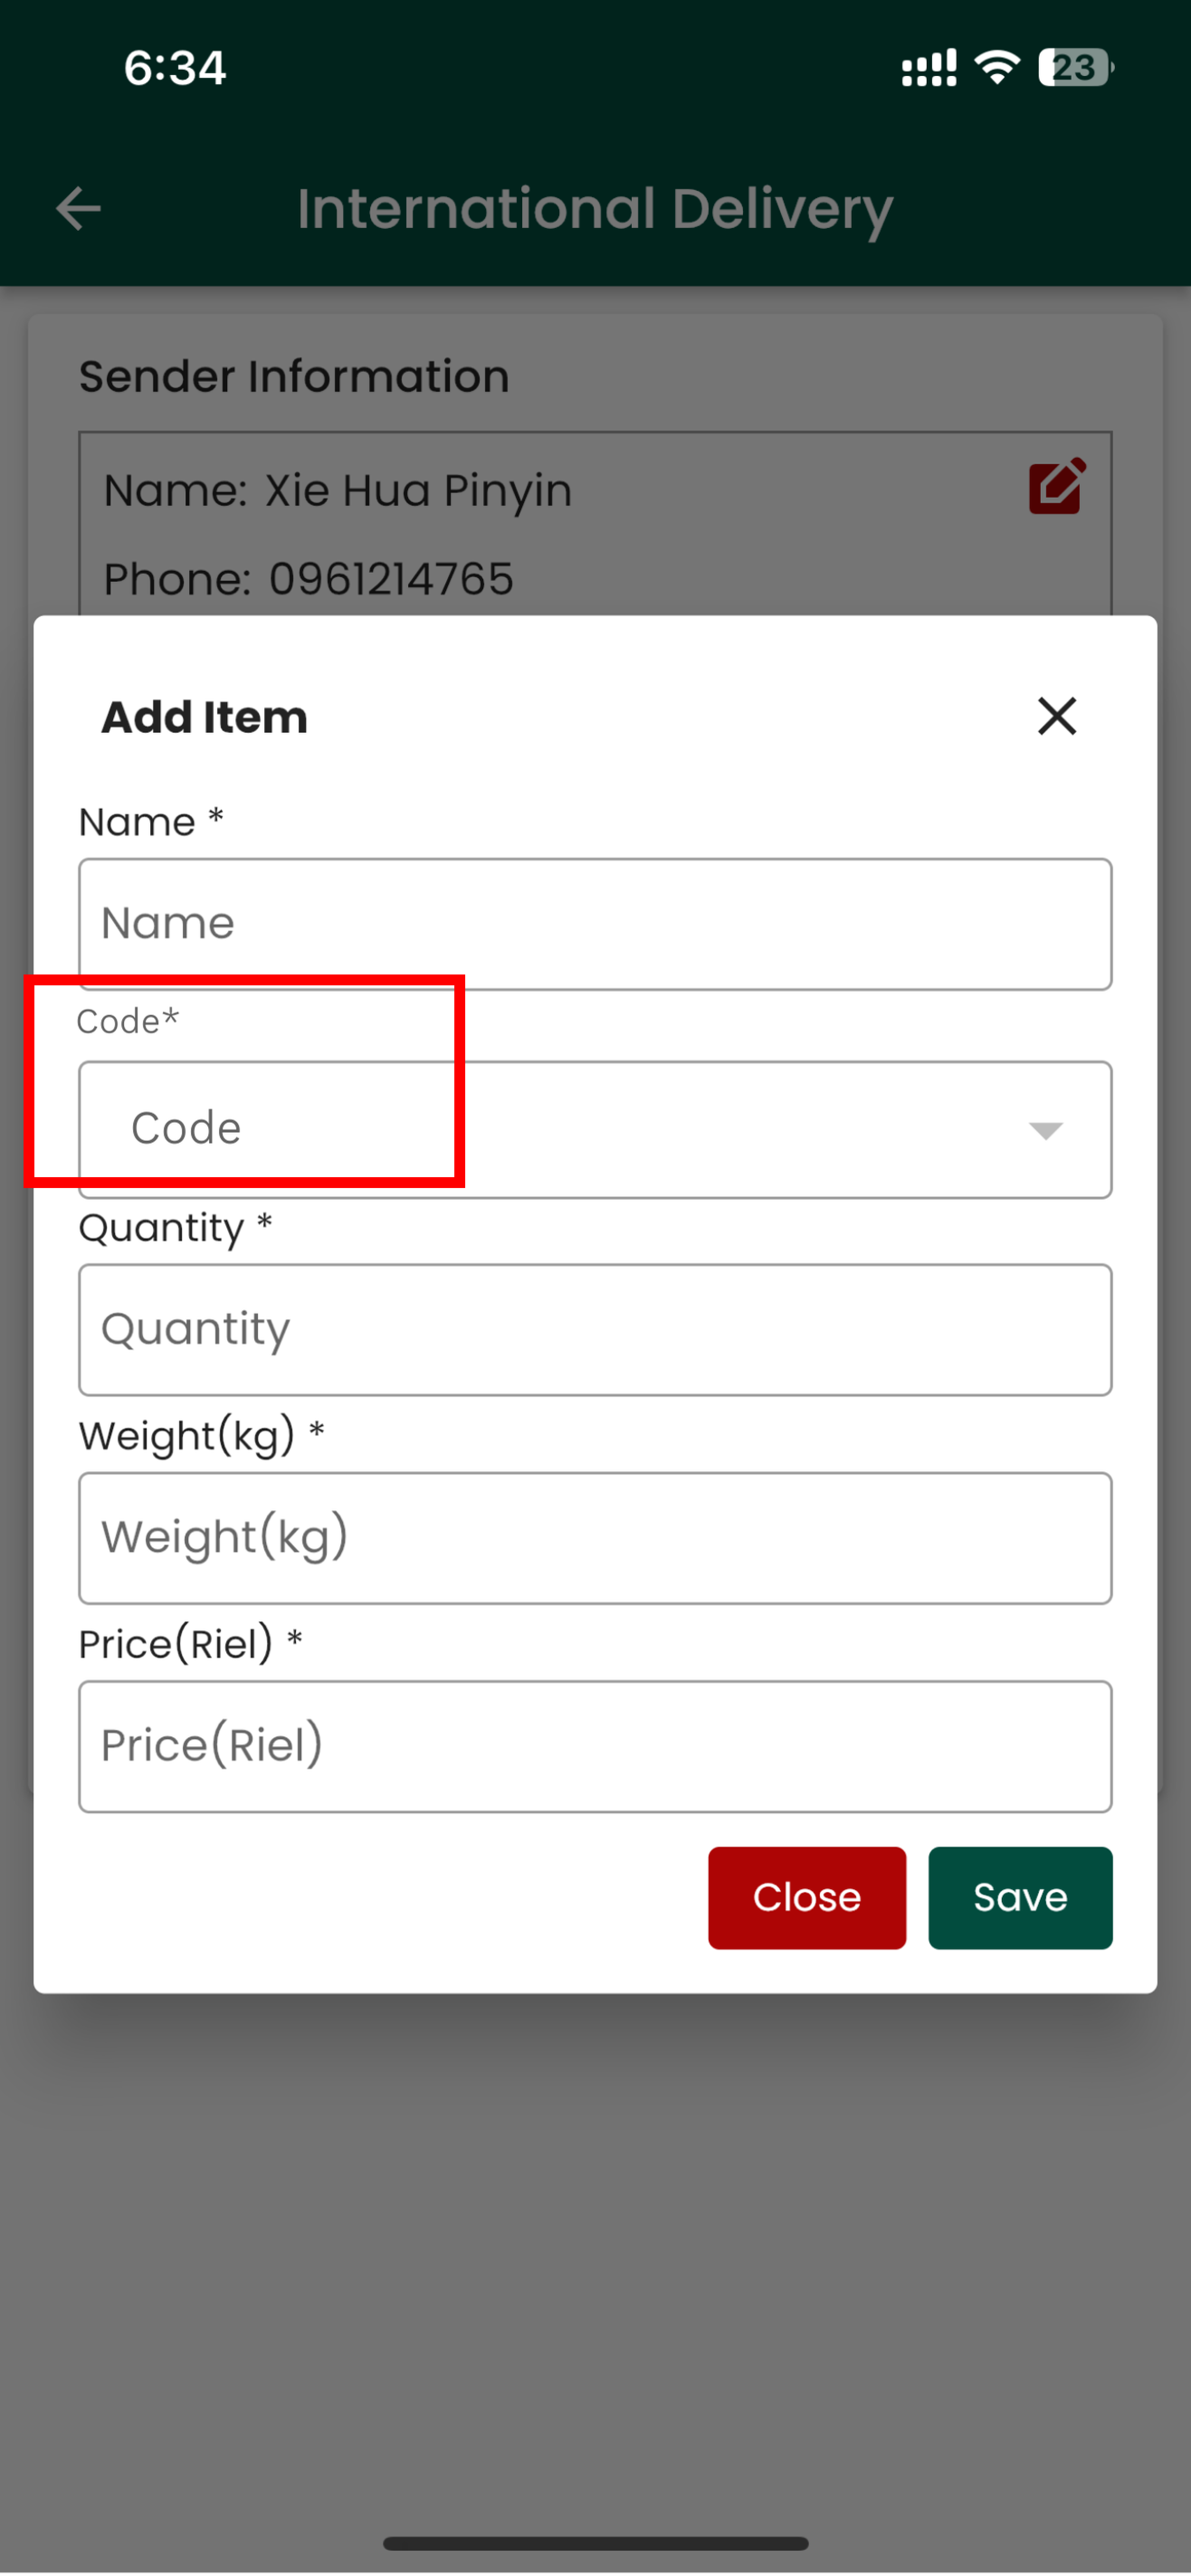 6:34
23
International Delivery
Sender Information
Name: Xie Hua Pinyin
Phone: 0961214765
Add Item
Name *
Name
Code*
Code
Quantity *
Quantity
Weight(kg) *
Weight(kg)
Price(Riel) *
Price(Riel)
Close Save